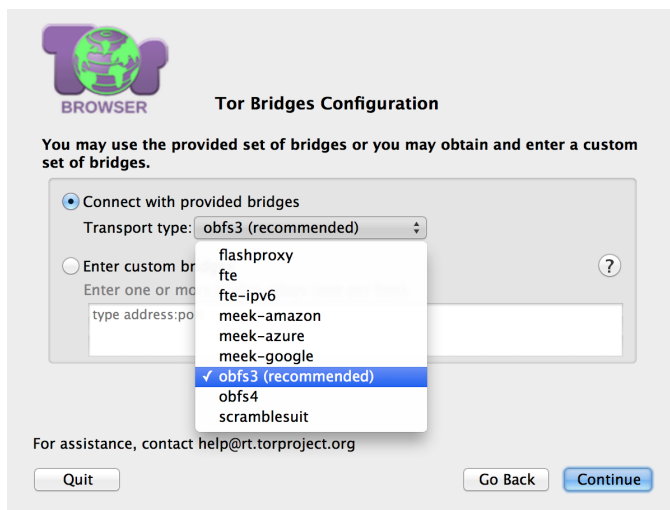 Tor
BROWSER
Tor Bridges Configuration
You may use the provided set of bridges or you may obtain and enter a custom
set of bridges.
Connect with provided bridges
Transport type: obfs3 (recommended)
flashproxy
Enter custom br
?
fte
Enter one or mo
fte-ipv6
type address:po
meek-amazon
meek-azure
meek-google
✓ obfs3 (recommended)
obfs4
scramblesuit
For assistance, contact help@rt.torproject.org
Quit
Go Back
Continue